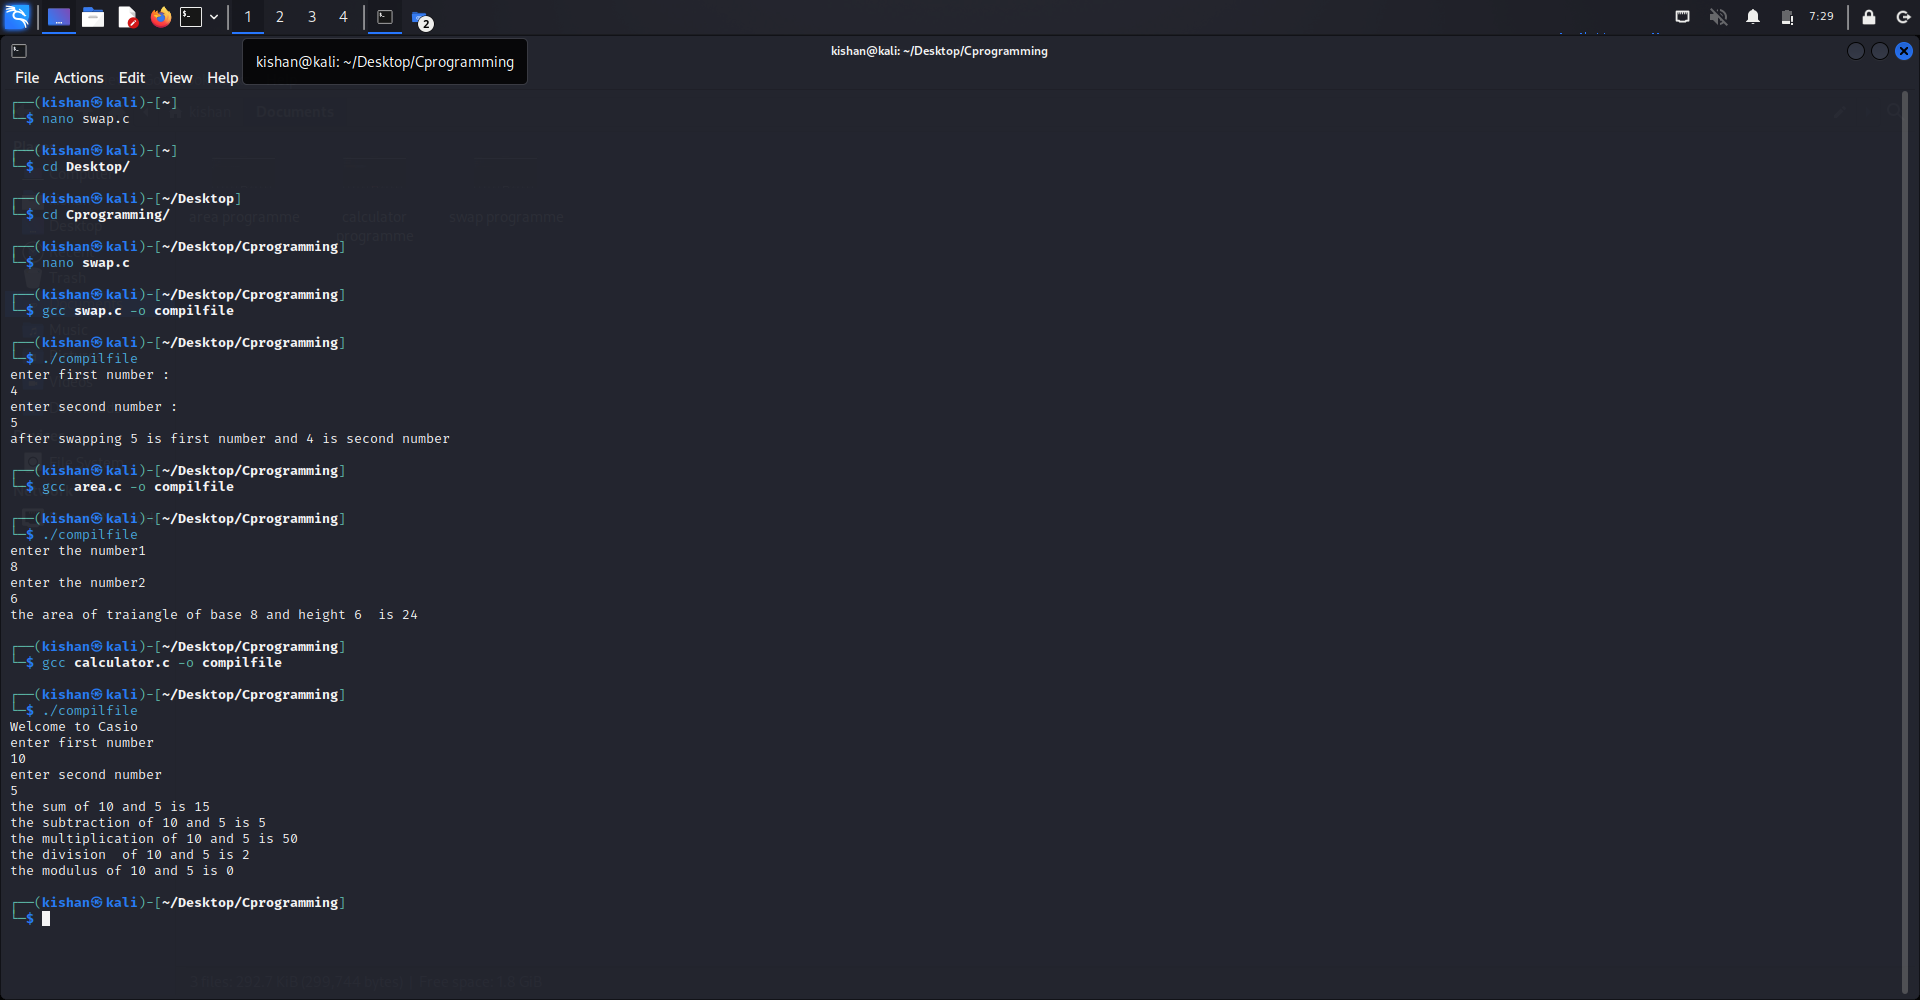 1 2 3 4
2
7:29
kishan@kali: ~/Desktop/Cprogramming
kishan@kali: ~/Desktop/Cprogramming
File Actions Edit View Help
┌──(kishan㉿kali)-[~]
└─$ nano swap.c
┌──(kishan㉿kali)-[~]
└─$ cd Desktop/
┌──(kishan㉿kali)-[~/Desktop]
└─$ cd Cprogramming/
┌──(kishan㉿kali)-[~/Desktop/Cprogramming]
└─$ nano swap.c
┌──(kishan㉿kali)-[~/Desktop/Cprogramming]
└─$ gcc swap.c -o compilfile
┌──(kishan㉿kali)-[~/Desktop/Cprogramming]
└─$ ./compilfile
enter first number :
4
enter second number :
5
after swapping 5 is first number and 4 is second number
┌──(kishan㉿kali)-[~/Desktop/Cprogramming]
└─$ gcc area.c -o compilfile
┌──(kishan㉿kali)-[~/Desktop/Cprogramming]
└─$ ./compilfile
enter the number1
8
enter the number2
6
the area of traiangle of base 8 and height 6  is 24
┌──(kishan㉿kali)-[~/Desktop/Cprogramming]
└─$ gcc calculator.c -o compilfile
┌──(kishan㉿kali)-[~/Desktop/Cprogramming]
└─$ ./compilfile
Welcome to Casio
enter first number
10
enter second number
5
the sum of 10 and 5 is 15
the subtraction of 10 and 5 is 5
the multiplication of 10 and 5 is 50
the division  of 10 and 5 is 2
the modulus of 10 and 5 is 0
┌──(kishan㉿kali)-[~/Desktop/Cprogramming]
└─$